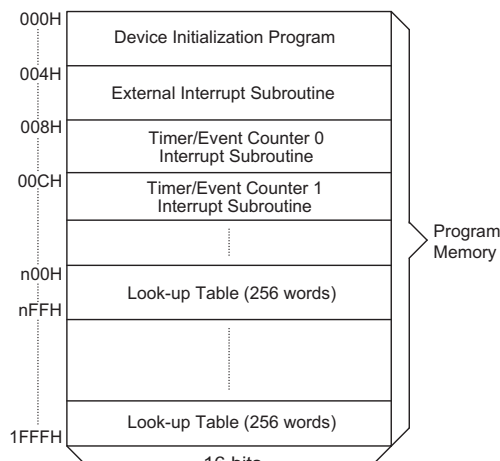 000H
Device Initialization Program
004H
External Interrupt Subroutine
008H
Timer/Event Counter 0
Interrupt Subroutine
00CH
Timer/Event Counter 1
Interrupt Subroutine
Program
Memory
n00H
Look-up Table (256 words)
nFFH
Look-up Table (256 words)
1FFFH
16 bits